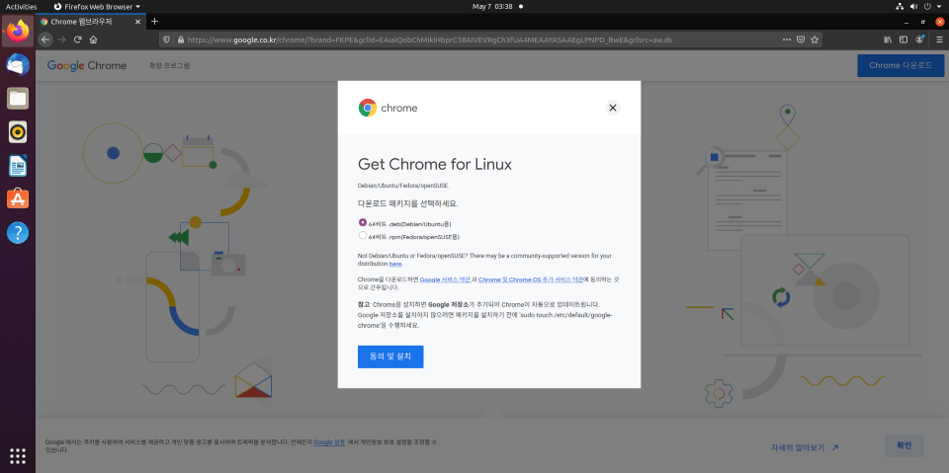 Activities
Firefox Web Browser
May 7 03:38
Chrome 웹브라우저
Google Chrome
확장 프로그램
Chrome 다운로드
chrome
Get Chrome for Linux
Debian/Ubuntu/Fedora/openSUSE.
다운로드 패키지를 선택하세요.
64비트 .deb(Debian/Ubuntu용)
64비트 .rpm(Fedora/openSUSE용)
Not Debian/Ubuntu or Fedora/openSUSE? There may be a community-supported version for your
distribution here.
Chrome을 다운로드하면 Google 서비스 약관 과 Chrome 및 Chrome OS 추가 서비스 약관에 동의하는 것
으로 간주됩니다.
참고: Chrome을 설치하면 Google 저장소가 추가되어 Chrome이 자동으로 업데이트됩니다.
Google 저장소를 설치하지 않으려면 패키지를 설치하기 전에 'sudo touch /etc/default/google-
chrome'을 수행하세요.
동의 및 설치
Google 에서는 쿠키를 사용하여 서비스를 제공하고 개인 맞춤 광고를 표시하며 트래픽을 분석합니다. 언제든지 Google 설정 에서 개인정보 보호 설정을 조정할 수
있습니다.
자세히 알아보기
확인